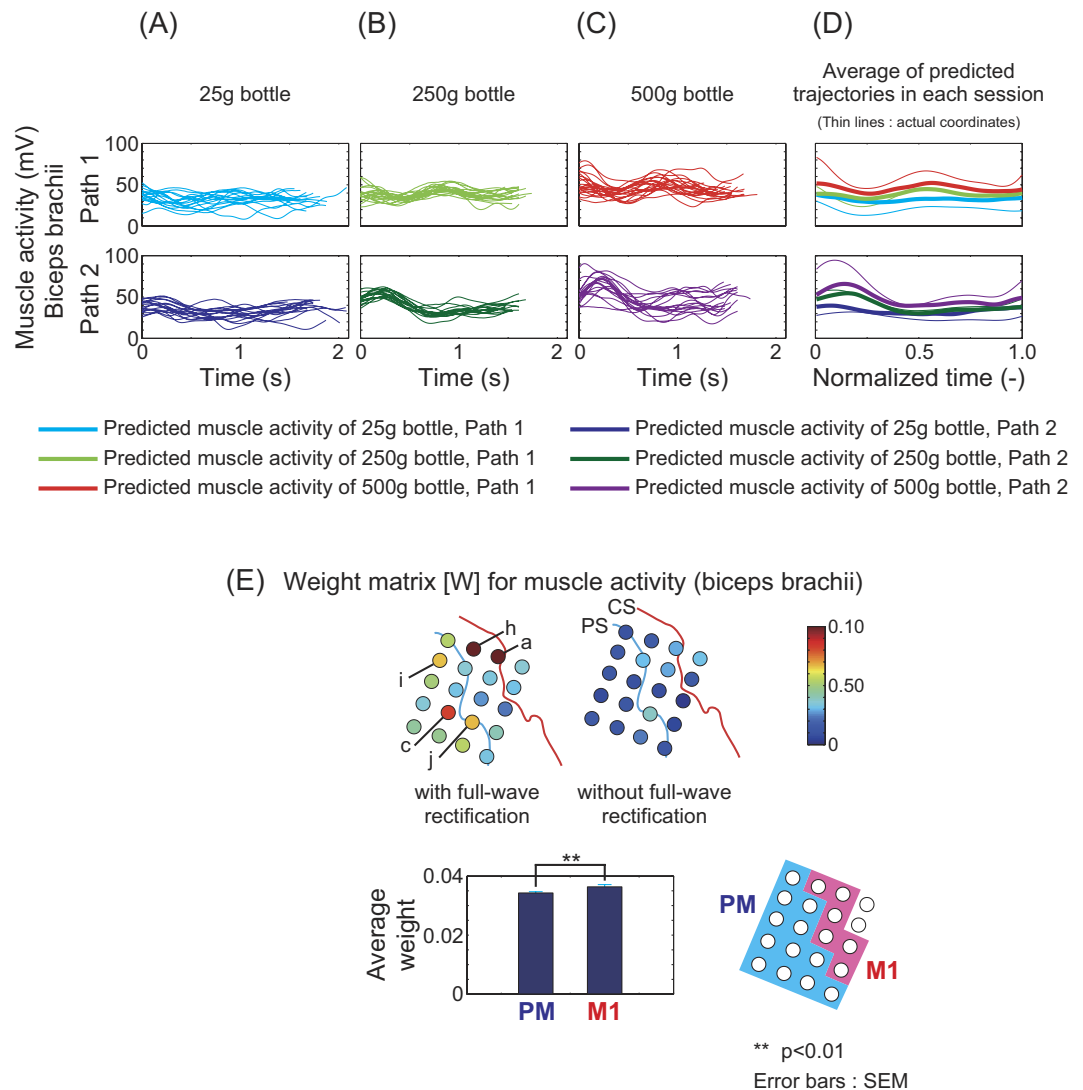 (A)
(B)
(C)
(D)
25g bottle
250g bottle
500g bottle
Average of predicted
trajectories in each session
(Thin lines : actual coordinates)
Muscle activity (mV)
Biceps brachii
Path 1
100
50
0
Path 2
100
50
0
0 1 2
0 1 2
0 1 2
0 0.5 1.0
Time (s)
Time (s)
Time (s)
Normalized time (-)
Predicted muscle activity of 25g bottle, Path 1
Predicted muscle activity of 250g bottle, Path 1
Predicted muscle activity of 500g bottle, Path 1
Predicted muscle activity of 25g bottle, Path 2
Predicted muscle activity of 250g bottle, Path 2
Predicted muscle activity of 500g bottle, Path 2
(E) Weight matrix [W] for muscle activity (biceps brachii)
h
a
i
c
j
with full-wave
rectification
CS
PS
without full-wave
rectification
0.10
0.50
0
Average
weight
0.04
0.02
0
**
PM
M1
PM
M1
** p<0.01
Error bars : SEM